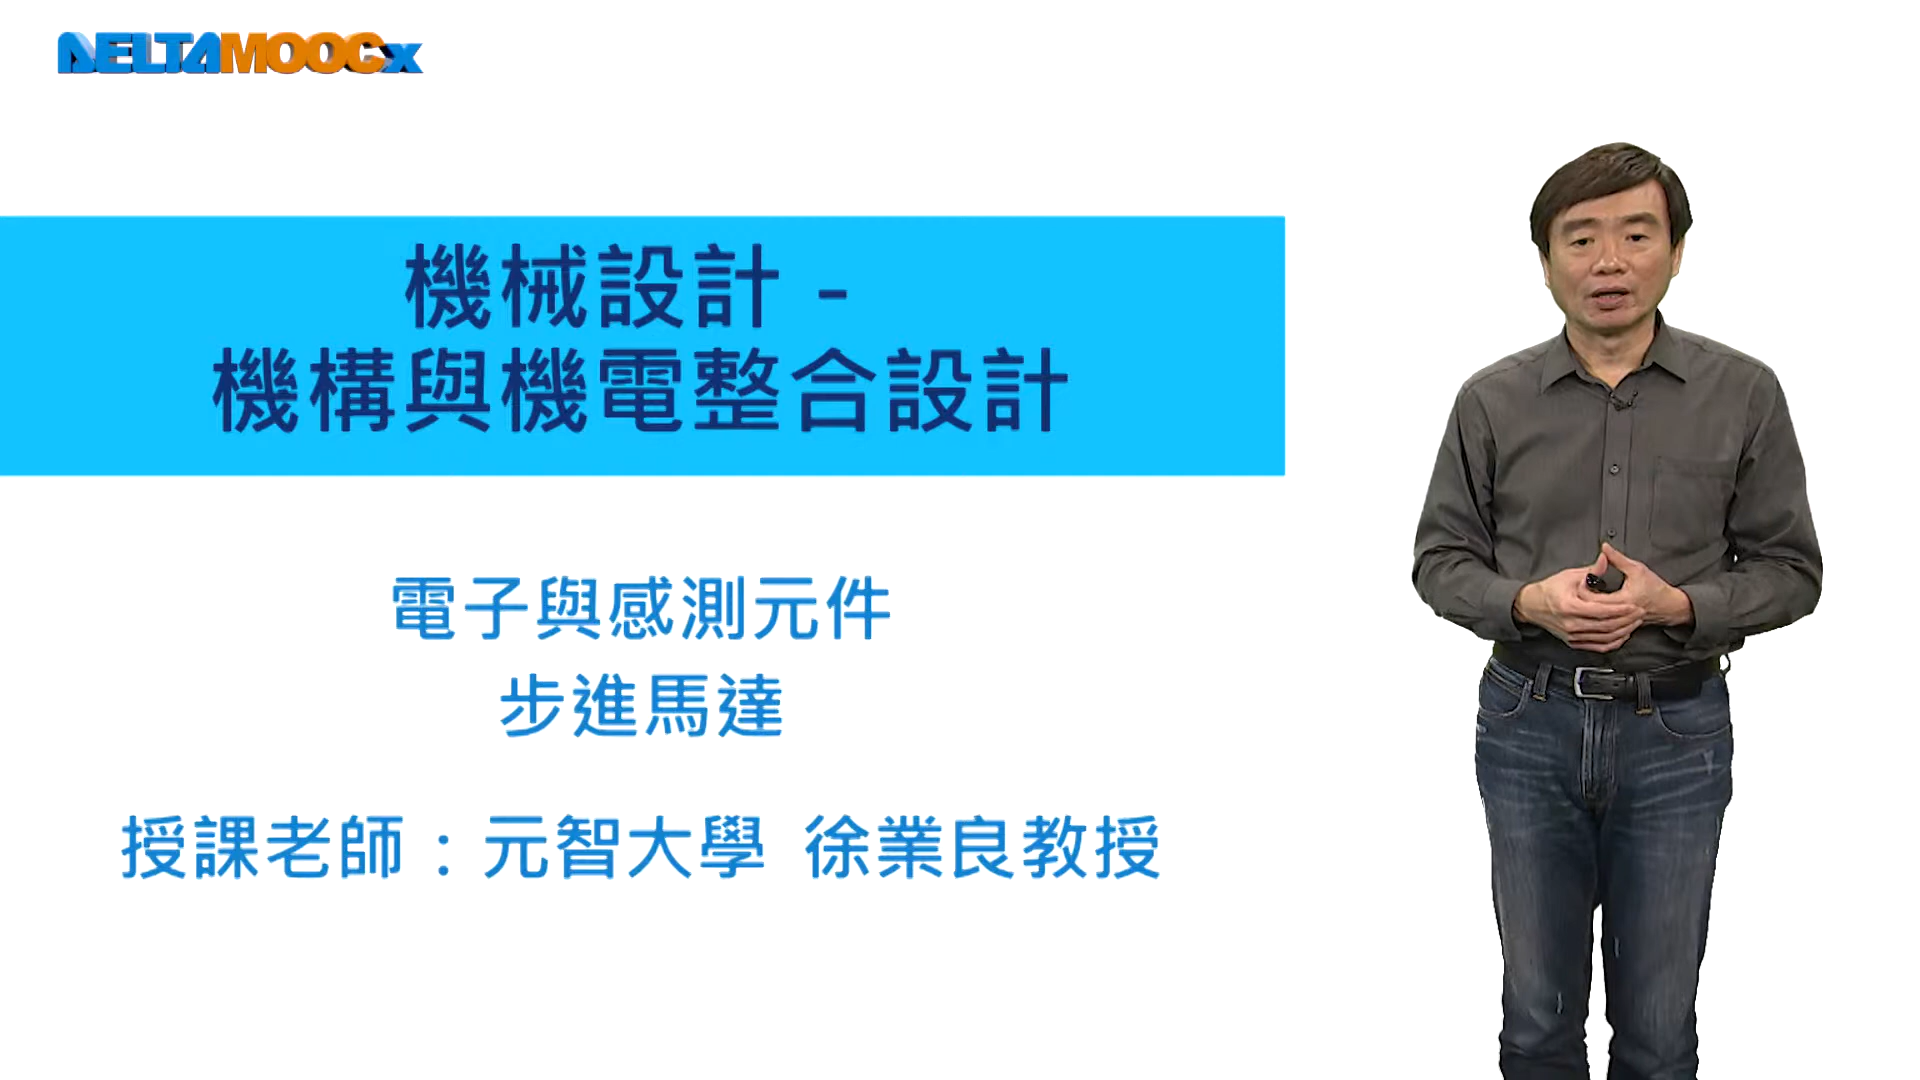 DELTAMOOCx
機械設計 -
機構與機電整合設計
電子與感測元件
步進馬達
授課老師：元智大學 徐業良教授